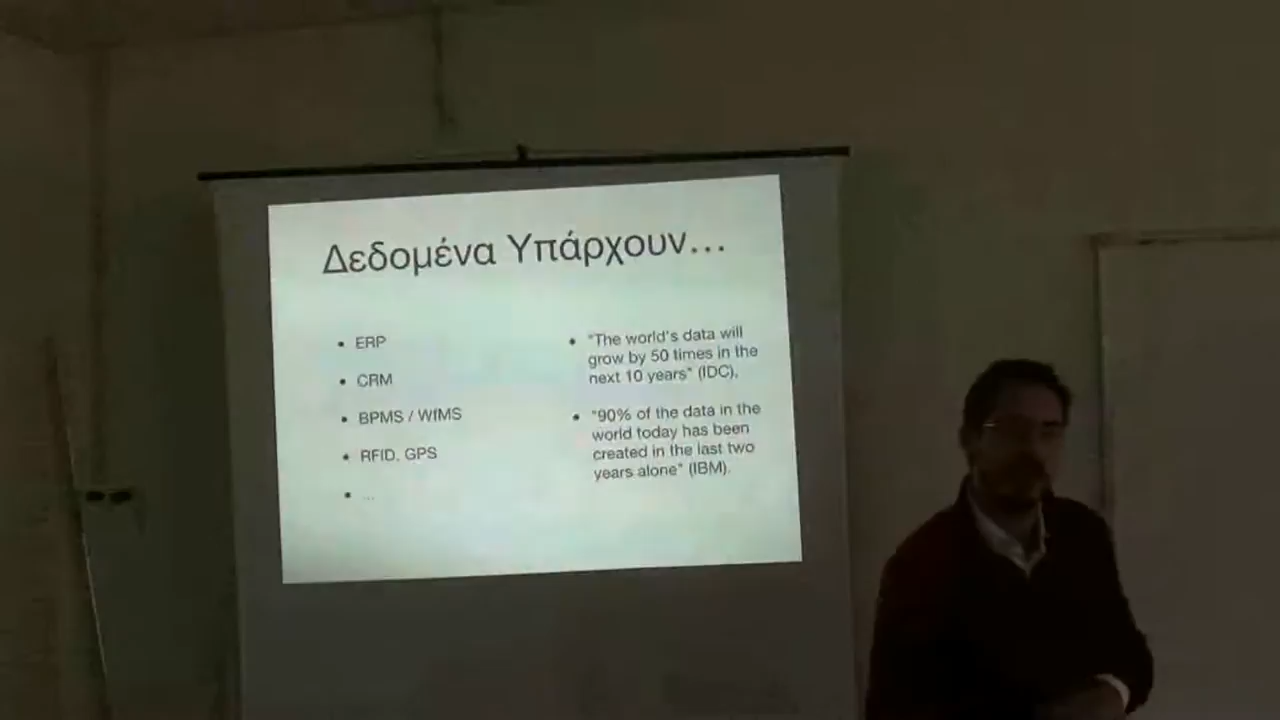 Δεδομένα Υπάρχουν...
• ERP
• CRM
• BPMS / WIMS
• RFID, GPS
• ...
• "The world's data will
grow by 50 times in the
next 10 years" (IDC),
• "90% of the data in the
world today has been
created in the last two
years alone" (IBM).